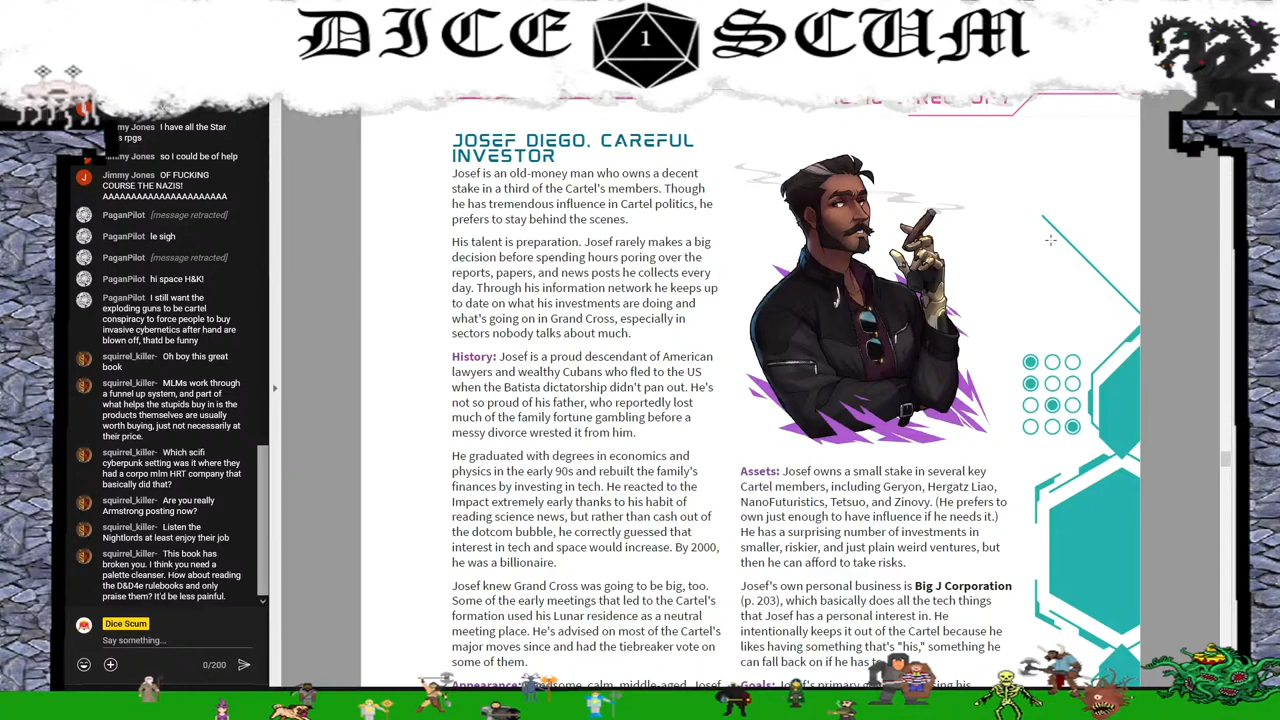 DICE 1 SCUM
my Jones I have all the Star
s rpgs
immy Jones so I could be of help
Jimmy Jones OF FUCKING
COURSE THE NAZIS!
AAAAAAAAAAAAAAAAAAAAAA
PaganPilot [message retracted]
PaganPilot le sigh
PaganPilot [message retracted]
PaganPilot hi space H&K!
PaganPilot I still want the
exploding guns to be cartel
conspiracy to force people to buy
invasive cybernetics after hand are
blown off, thatd be funny
squirrel_killer- Oh boy this great
book
squirrel_killer- MLMs work through
a funnel up system, and part of
what helps the stupids buy in is the
products themselves are usually
worth buying, just not necessarily at
their price.
squirrel_killer- Which scifi
cyberpunk setting was it where they
had a corpo mlm HRT company that
basically did that?
squirrel_killer- Are you really
Armstrong posting now?
squirrel_killer- Listen the
Nightlords at least enjoy their job
squirrel_killer- This book has
broken you. I think you need a
palette cleanser. How about reading
the D&D4e rulebooks and only
praise them? It'd be less painful.
Dice Scum
Say something...
0/200
JOSEF DIEGO, CAREFUL
INVESTOR
Josef is an old-money man who owns a decent
stake in a third of the Cartel's members. Though
he has tremendous influence in Cartel politics, he
prefers to stay behind the scenes.
His talent is preparation. Josef rarely makes a big
decision before spending hours poring over the
reports, papers, and news posts he collects every
day. Through his information network he keeps up
to date on what his investments are doing and
what's going on in Grand Cross, especially in
sectors nobody talks about much.
History: Josef is a proud descendant of American
lawyers and wealthy Cubans who fled to the US
when the Batista dictatorship didn't pan out. He's
not so proud of his father, who reportedly lost
much of the family fortune gambling before a
messy divorce wrested it from him.
He graduated with degrees in economics and
physics in the early 90s and rebuilt the family's
finances by investing in tech. He reacted to the
Impact extremely early thanks to his habit of
reading science news, but rather than cash out of
the dotcom bubble, he correctly guessed that
interest in tech and space would increase. By 2000,
he was a billionaire.
Josef knew Grand Cross was going to be big, too.
Some of the early meetings that led to the Cartel's
formation used his Lunar residence as a neutral
meeting place. He's advised on most of the Cartel's
major moves since and had the tiebreaker vote on
some of them.
Assets: Josef owns a small stake in several key
Cartel members, including Geryon, Hergatz Liao,
NanoFuturistics, Tetsuo, and Zinovy. (He prefers to
own just enough to have influence if he needs it.)
He has a surprising number of investments in
smaller, riskier, and just plain weird ventures, but
then he can afford to take risks.
Josef's own personal business is Big J Corporation
(p. 203), which basically does all the tech things
that Josef has a personal interest in. He
intentionally keeps it out of the Cartel because he
likes having something that's "his," something he
can fall back on if he has